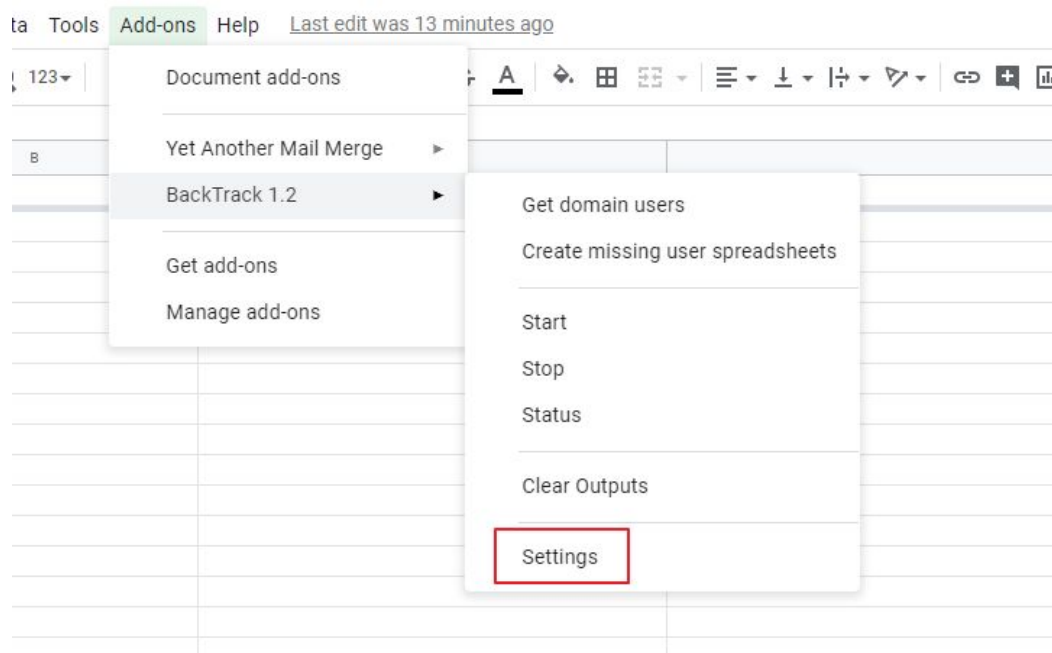 ta Tools Add-ons Help Last edit was 13 minutes ago
123
A
B
Document add-ons
Yet Another Mail Merge
BackTrack 1.2
Get add-ons
Manage add-ons
Get domain users
Create missing user spreadsheets
Start
Stop
Status
Clear Outputs
Settings